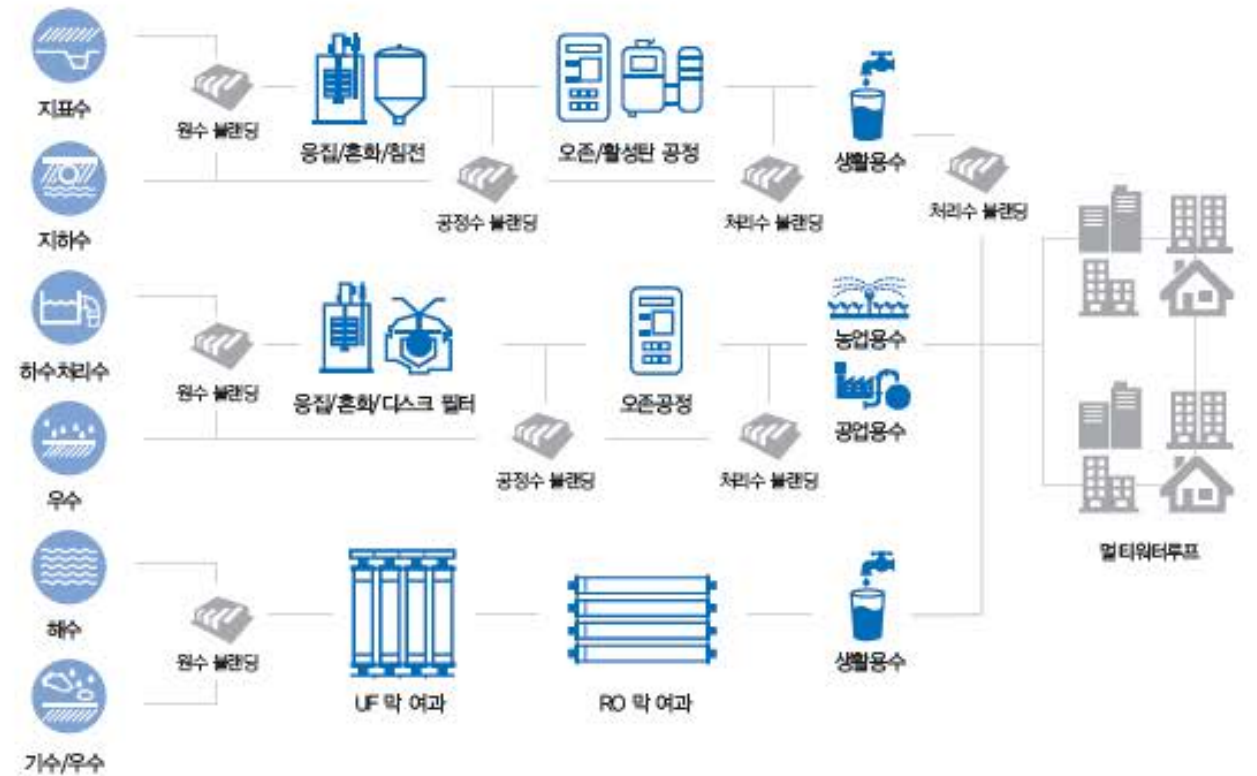 지표수
원수 블랜딩
응집/혼화/침전
오존/활성탄 공정
생활용수
지하수
공정수 블랜딩
처리수 블랜딩
처리수 블랜딩
하수처리수
원수 블랜딩
응집/혼화/디스크 필터
오존공정
농업용수
공업용수
우수
공정수 블랜딩
처리수 블랜딩
멀티워터루프
해수
원수 블랜딩
생활용수
UF 막 여과
RO 막 여과
기수/우수